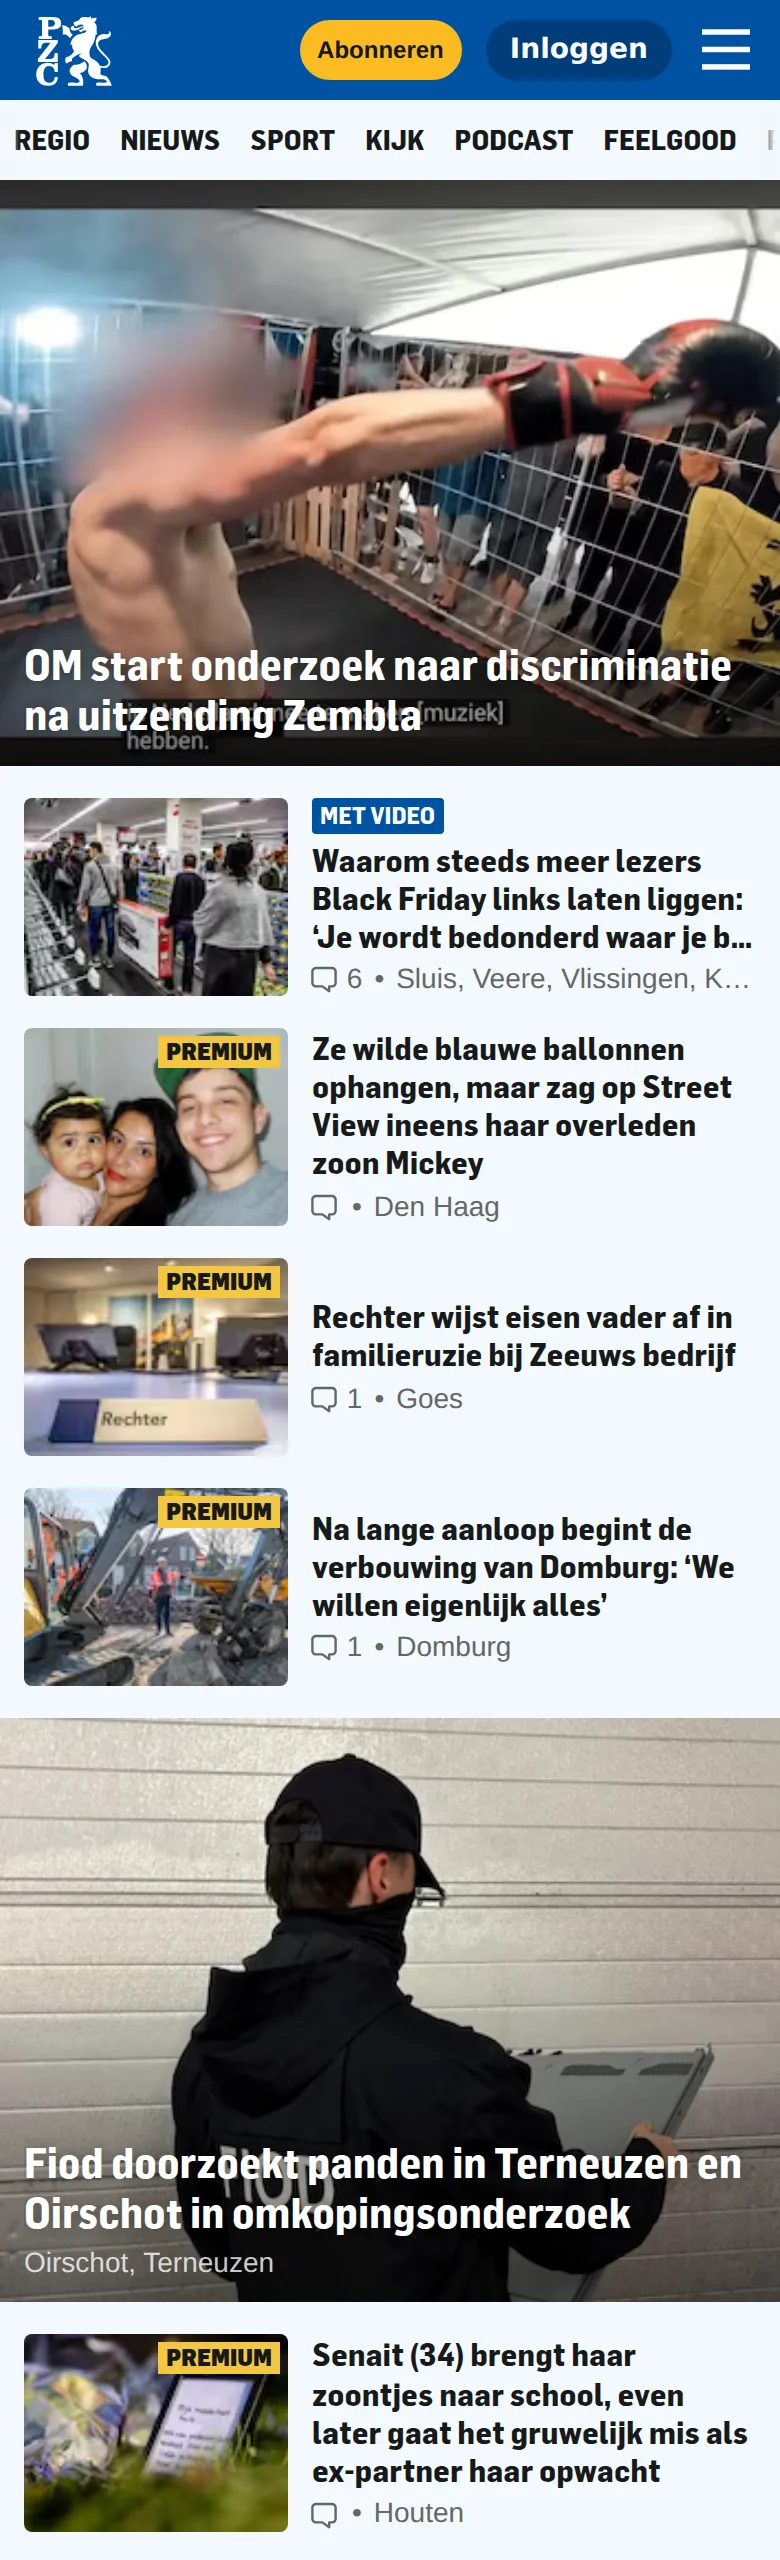 PZC
Abonneren
Inloggen
REGIO NIEUWS SPORT KIJK PODCAST FEELGOOD
OM start onderzoek naar discriminatie
na uitzending Zembla
[muziek]
hebben.
MET VIDEO
Waarom steeds meer lezers
Black Friday links laten liggen:
‘Je wordt bedonderd waar je b...
6 • Sluis, Veere, Vlissingen, K...
PREMIUM
Ze wilde blauwe ballonnen
ophangen, maar zag op Street
View ineens haar overleden
zoon Mickey
• Den Haag
PREMIUM
Rechter
Rechter wijst eisen vader af in
familieruzie bij Zeeuws bedrijf
1 • Goes
PREMIUM
Na lange aanloop begint de
verbouwing van Domburg: ‘We
willen eigenlijk alles’
1 • Domburg
FIOD
Fiod doorzoekt panden in Terneuzen en
Oirschot in omkopingsonderzoek
Oirschot, Terneuzen
PREMIUM
Senait (34) brengt haar
zoontjes naar school, even
later gaat het gruwelijk mis als
ex-partner haar opwacht
• Houten